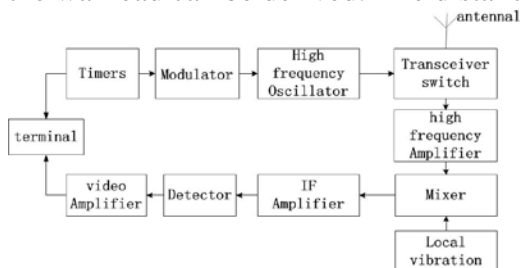 antennal
Timers
Modulator
High
frequency
Oscillator
Transceiver
switch
high
frequency
Amplifier
terminal
video
Amplifier
Detector
IF
Amplifier
Mixer
Local
vibration